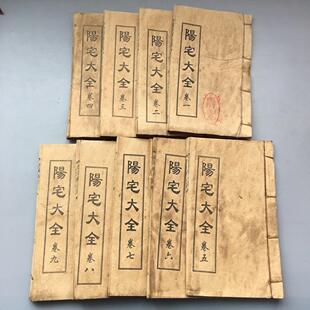 陽宅大全 卷一
陽宅大全 卷二
陽宅大全 卷三
陽宅大全 卷四
陽宅大全 卷五
陽宅大全 卷六
陽宅大全 卷七
陽宅大全 卷八
陽宅大全 卷九